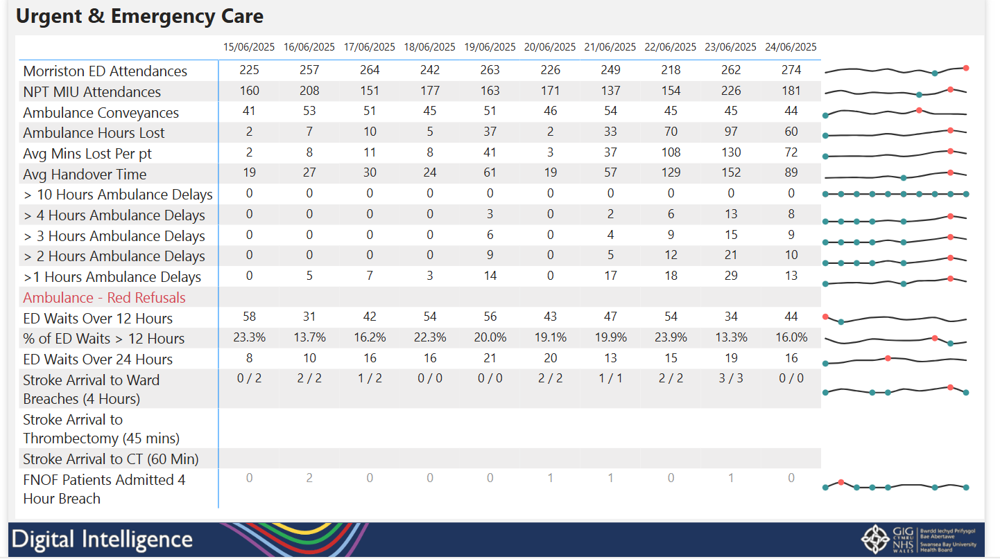 Urgent & Emergency Care
15/06/2025 16/06/2025 17/06/2025 18/06/2025 19/06/2025 20/06/2025 21/06/2025 22/06/2025 23/06/2025 24/06/2025
Morriston ED Attendances 225 257 264 242 263 226 249 218 262 274
NPT MIU Attendances 160 208 151 177 163 171 137 154 226 181
Ambulance Conveyances 41 53 51 45 51 46 54 45 45 44
Ambulance Hours Lost 2 7 10 5 37 2 33 70 97 60
Avg Mins Lost Per pt 2 8 11 8 41 3 37 108 130 72
Avg Handover Time 19 27 30 24 61 19 57 129 152 89
> 10 Hours Ambulance Delays 0 0 0 0 0 0 0 0 0 0
> 4 Hours Ambulance Delays 0 0 0 0 3 0 2 6 13 8
> 3 Hours Ambulance Delays 0 0 0 0 6 0 4 9 15 9
> 2 Hours Ambulance Delays 0 0 0 0 9 0 5 12 21 10
>1 Hours Ambulance Delays 0 5 7 3 14 0 17 18 29 13
Ambulance - Red Refusals
ED Waits Over 12 Hours 58 31 42 54 56 43 47 54 34 44
% of ED Waits > 12 Hours 23.3% 13.7% 16.2% 22.3% 20.0% 19.1% 19.9% 23.9% 13.3% 16.0%
ED Waits Over 24 Hours 8 10 16 16 21 20 13 15 19 16
Stroke Arrival to Ward 0 / 2 2 / 2 1 / 2 0 / 0 0 / 0 2 / 2 1 / 1 2 / 2 3 / 3 0 / 0
Breaches (4 Hours)
Stroke Arrival to
Thrombectomy (45 mins)
Stroke Arrival to CT (60 Min)
FNOF Patients Admitted 4 0 2 0 0 0 1 1 0 1 0
Hour Breach
Digital Intelligence
GIG
CYMRU
NHS
WALES
Bwrdd Iechyd Prifysgol
Bae Abertawe
Swansea Bay University
Health Board